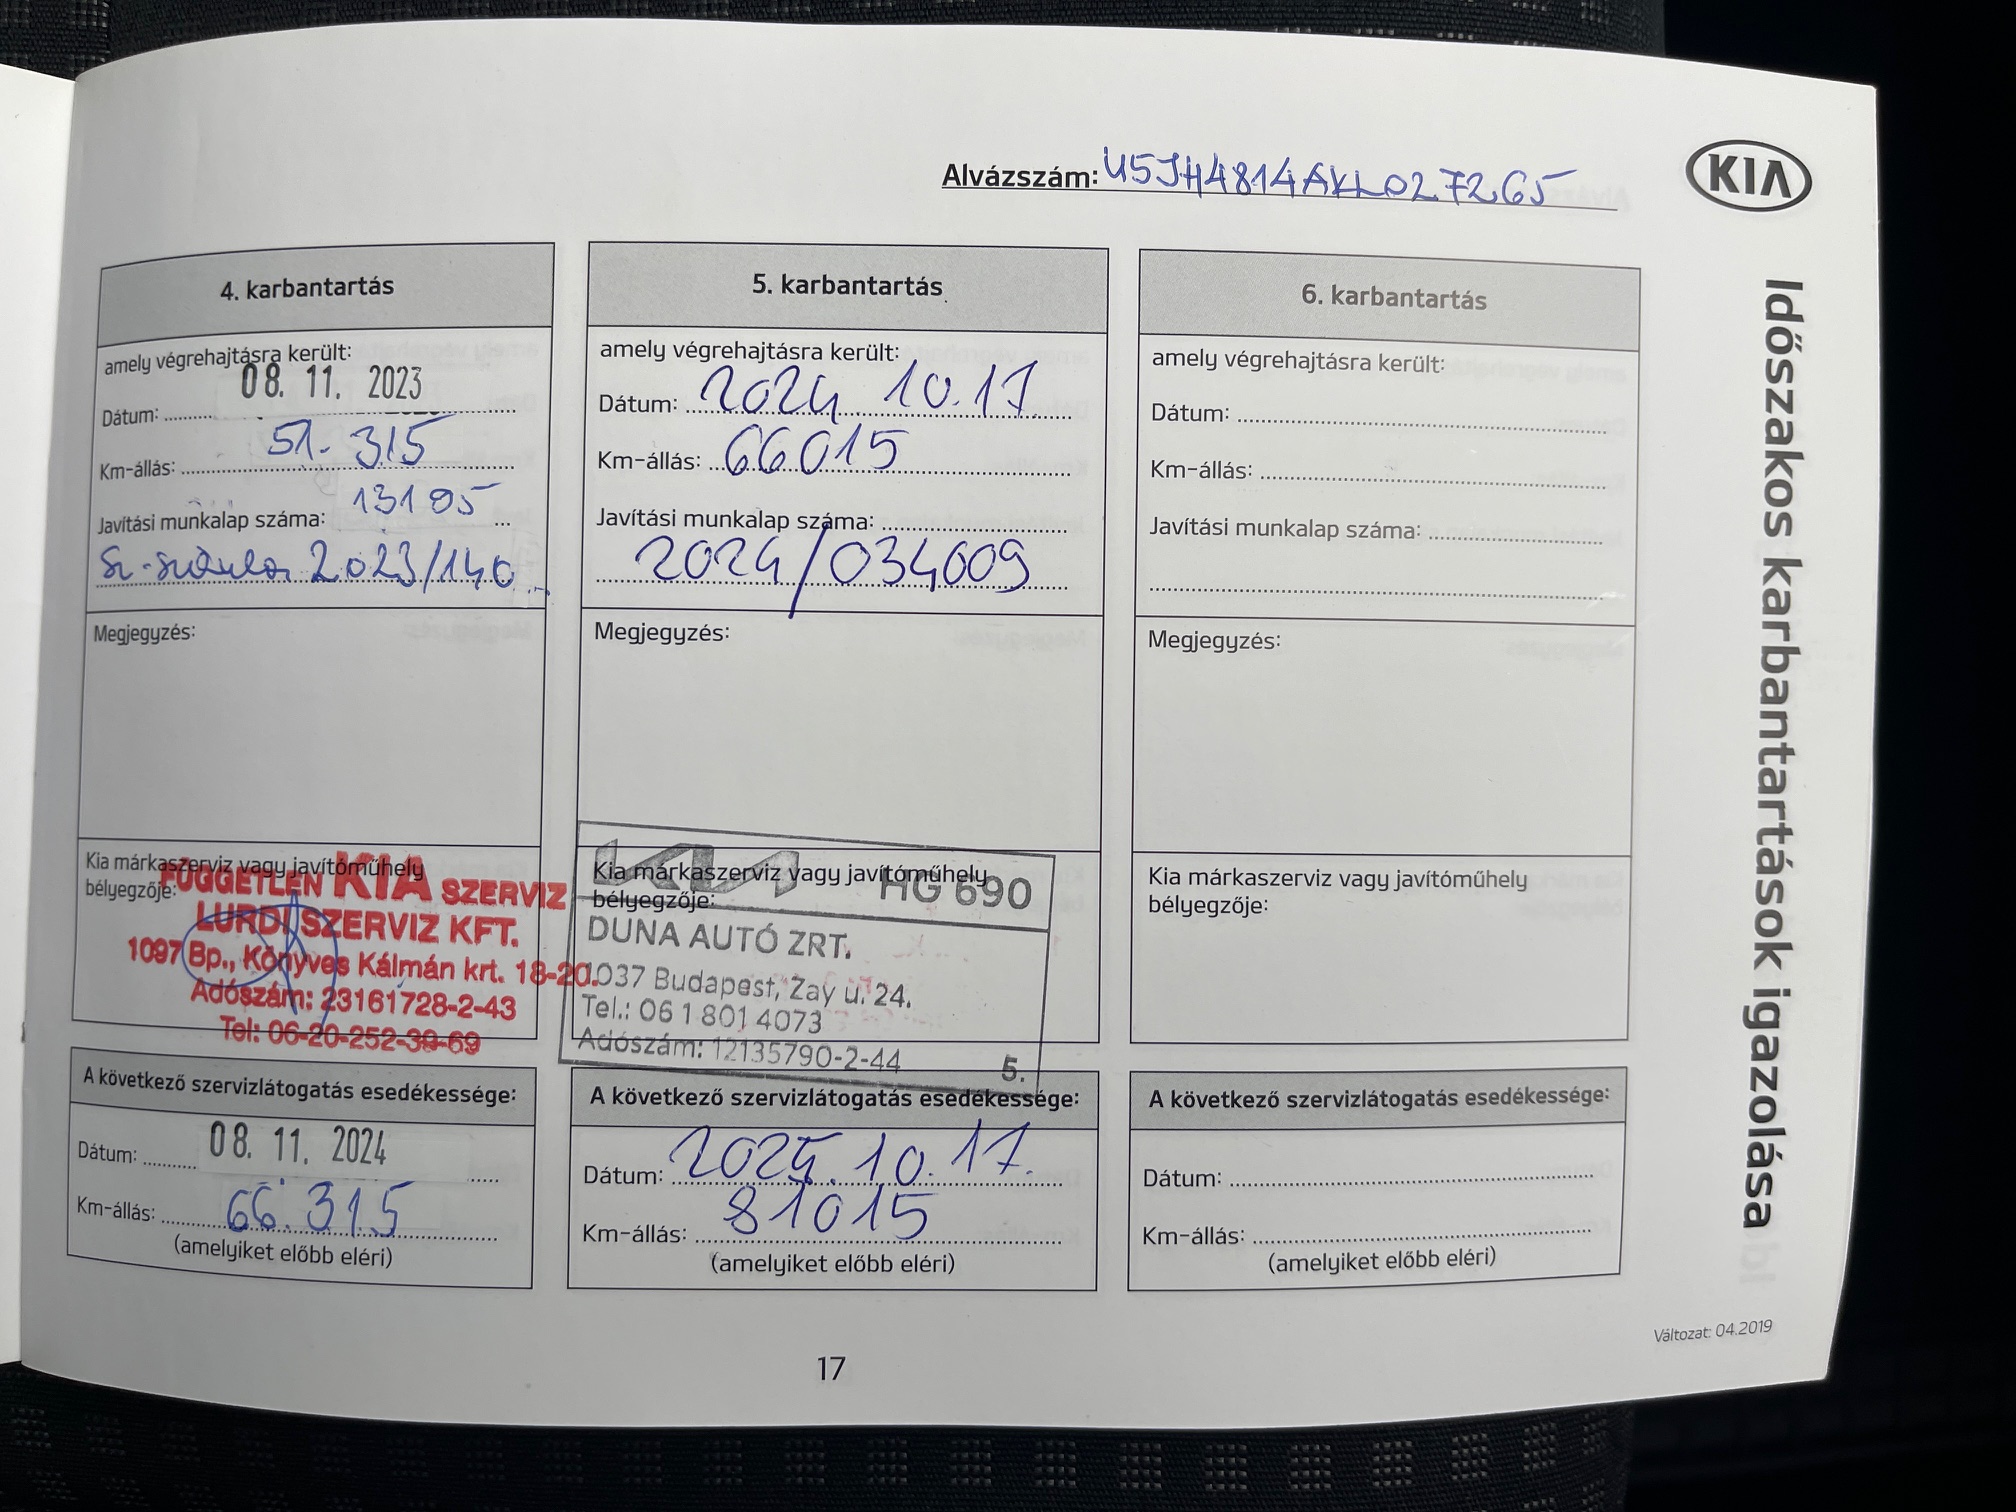 Alvázszám: U5JH4814AKL027265
KIA
Időszakos karbantartások igazolása
4. karbantartás
amely végrehajtásra került:
Dátum: 08. 11. 2023
Km-állás: 51.315
13105
Javítási munkalap száma:
2023/140
Megjegyzés:
Kia márkaszerviz vagy javítóműhely
bélyegzője:
FÜGGETLEN KIA SZERVIZ
LURDI SZERVIZ KFT.
1097 Bp., Könyves Kálmán krt. 18-20.
Adószám: 23161728-2-43
Tel: 06-20-252-39-69
A következő szervizlátogatás esedékessége:
Dátum: 08. 11. 2024
Km-állás: 66.315
(amelyiket előbb eléri)
5. karbantartás
amely végrehajtásra került:
Dátum: 2024 10.17
Km-állás: 66015
Javítási munkalap száma:
2024/034609
Megjegyzés:
Kia márkaszerviz vagy javítóműhely
bélyegzője:
KIA HG 690
DUNA AUTÓ ZRT.
1037 Budapest, Zay u. 24.
Tel.: 06 1 801 4073
Adószám: 12135790-2-44 5.
A következő szervizlátogatás esedékessége:
Dátum: 2025.10.17.
Km-állás: 81015
(amelyiket előbb eléri)
6. karbantartás
amely végrehajtásra került:
Dátum:
Km-állás:
Javítási munkalap száma:
Megjegyzés:
Kia márkaszerviz vagy javítóműhely
bélyegzője:
A következő szervizlátogatás esedékessége:
Dátum:
Km-állás:
(amelyiket előbb eléri)
Változat: 04.2019
17